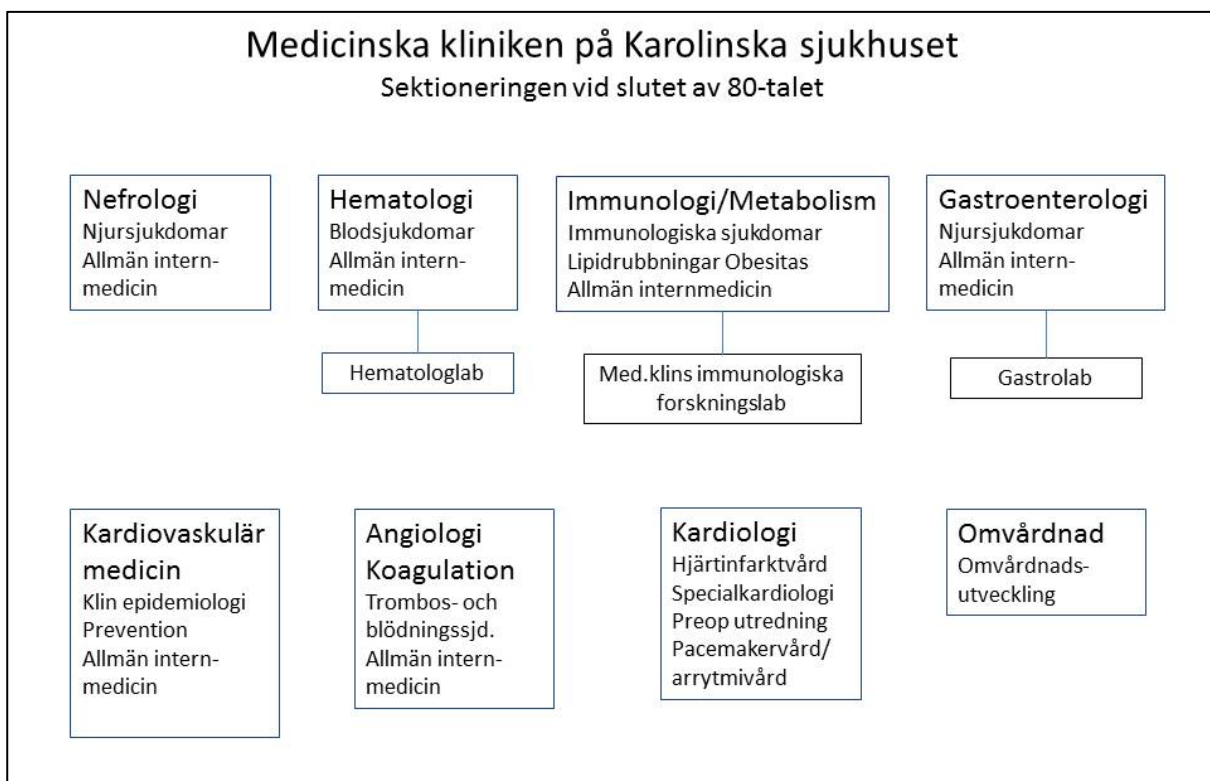 Medicinska kliniken på Karolinska sjukhuset
Sektioneringen vid slutet av 80-talet
Nefrologi
Njursjukdomar
Allmän intern-
medicin
Hematologi
Blodsjukdomar
Allmän intern-
medicin
Hematologlab
Immunologi/Metabolism
Immunologiska sjukdomar
Lipidrubbningar Obesitas
Allmän internmedicin
Med.klins immunologiska
forskningslab
Gastroenterologi
Njursjukdomar
Allmän intern-
medicin
Gastrolab
Kardiovaskulär
medicin
Klin epidemiologi
Prevention
Allmän intern-
medicin
Angiologi
Koagulation
Trombos- och
blödningssjd.
Allmän intern-
medicin
Kardiologi
Hjärtinfarktvård
Specialkardiologi
Preop utredning
Pacemakervård/
arrytmivård
Omvårdnad
Omvårdnads-
utveckling